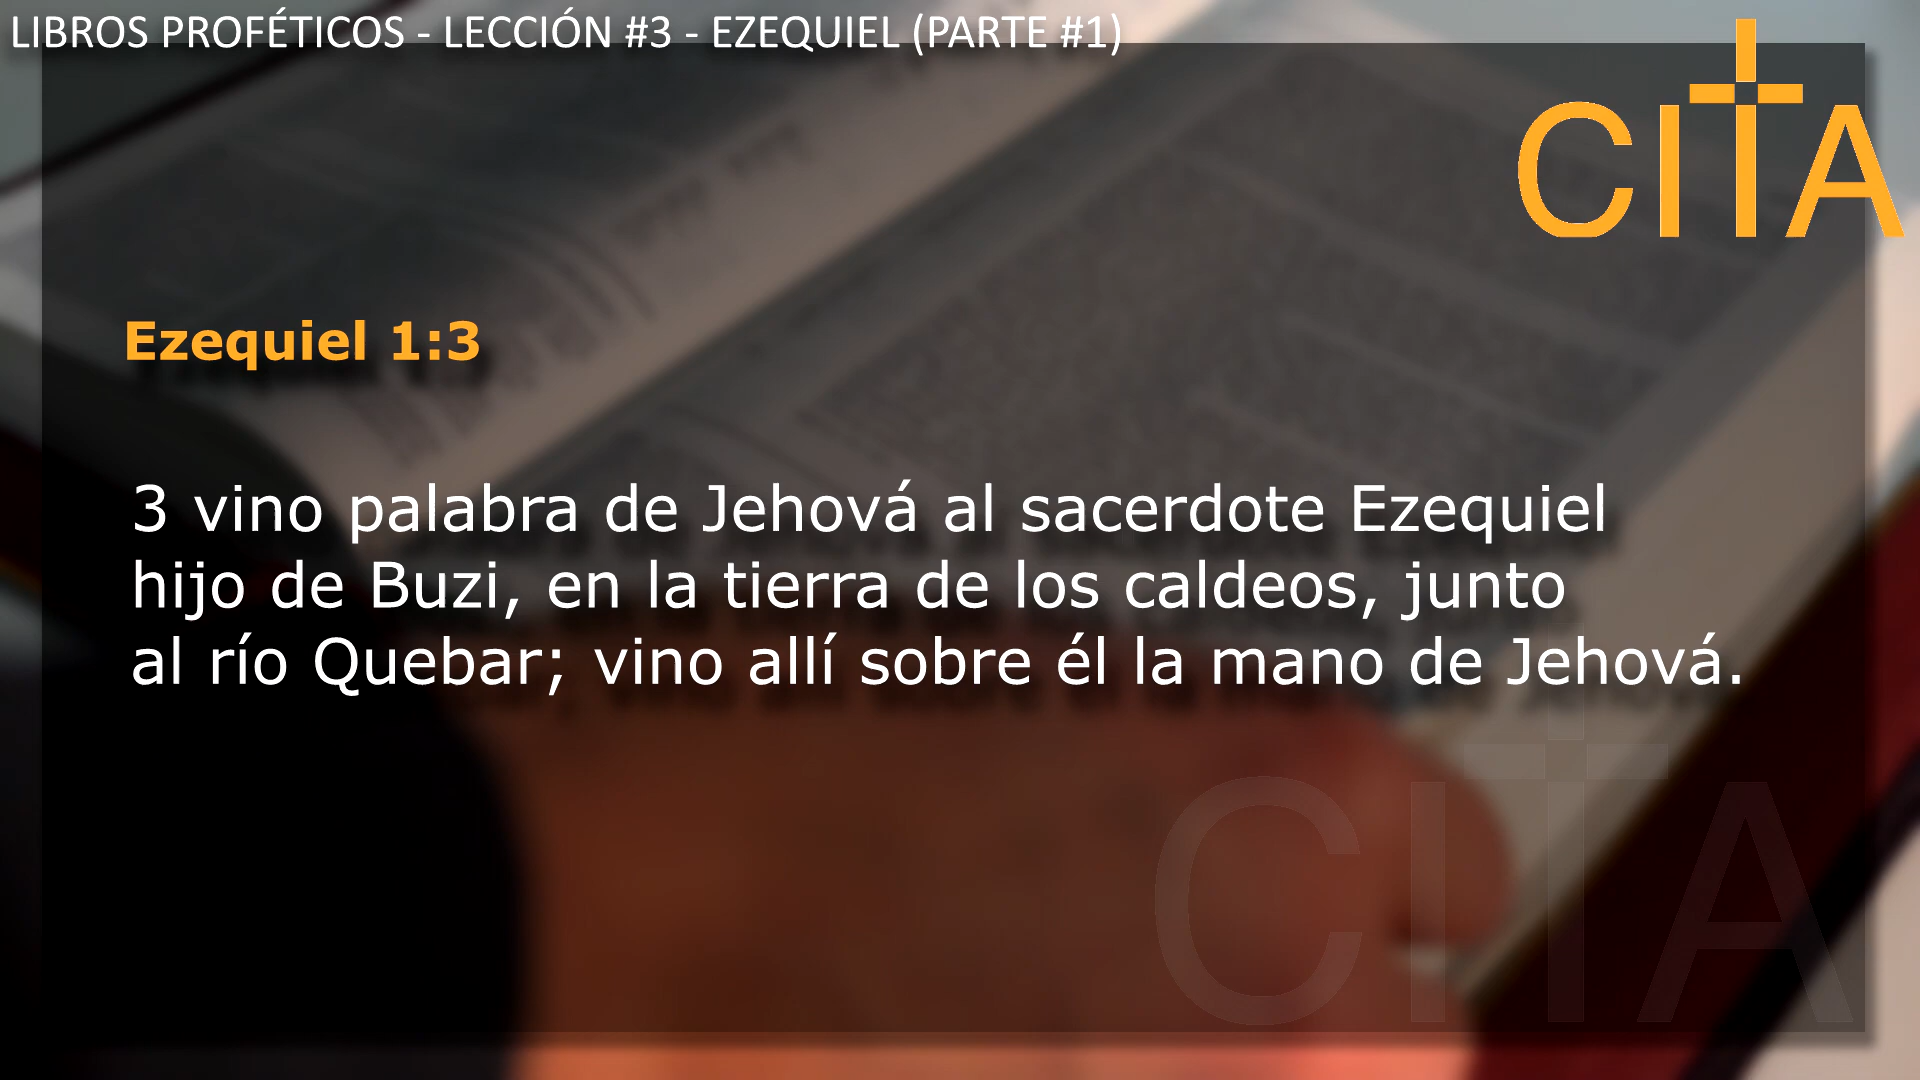 LIBROS PROFÉTICOS - LECCIÓN #3 - EZEQUIEL (PARTE #1)
CITA
Ezequiel 1:3
3 vino palabra de Jehová al sacerdote Ezequiel
hijo de Buzi, en la tierra de los caldeos, junto
al río Quebar; vino allí sobre él la mano de Jehová.
CITA